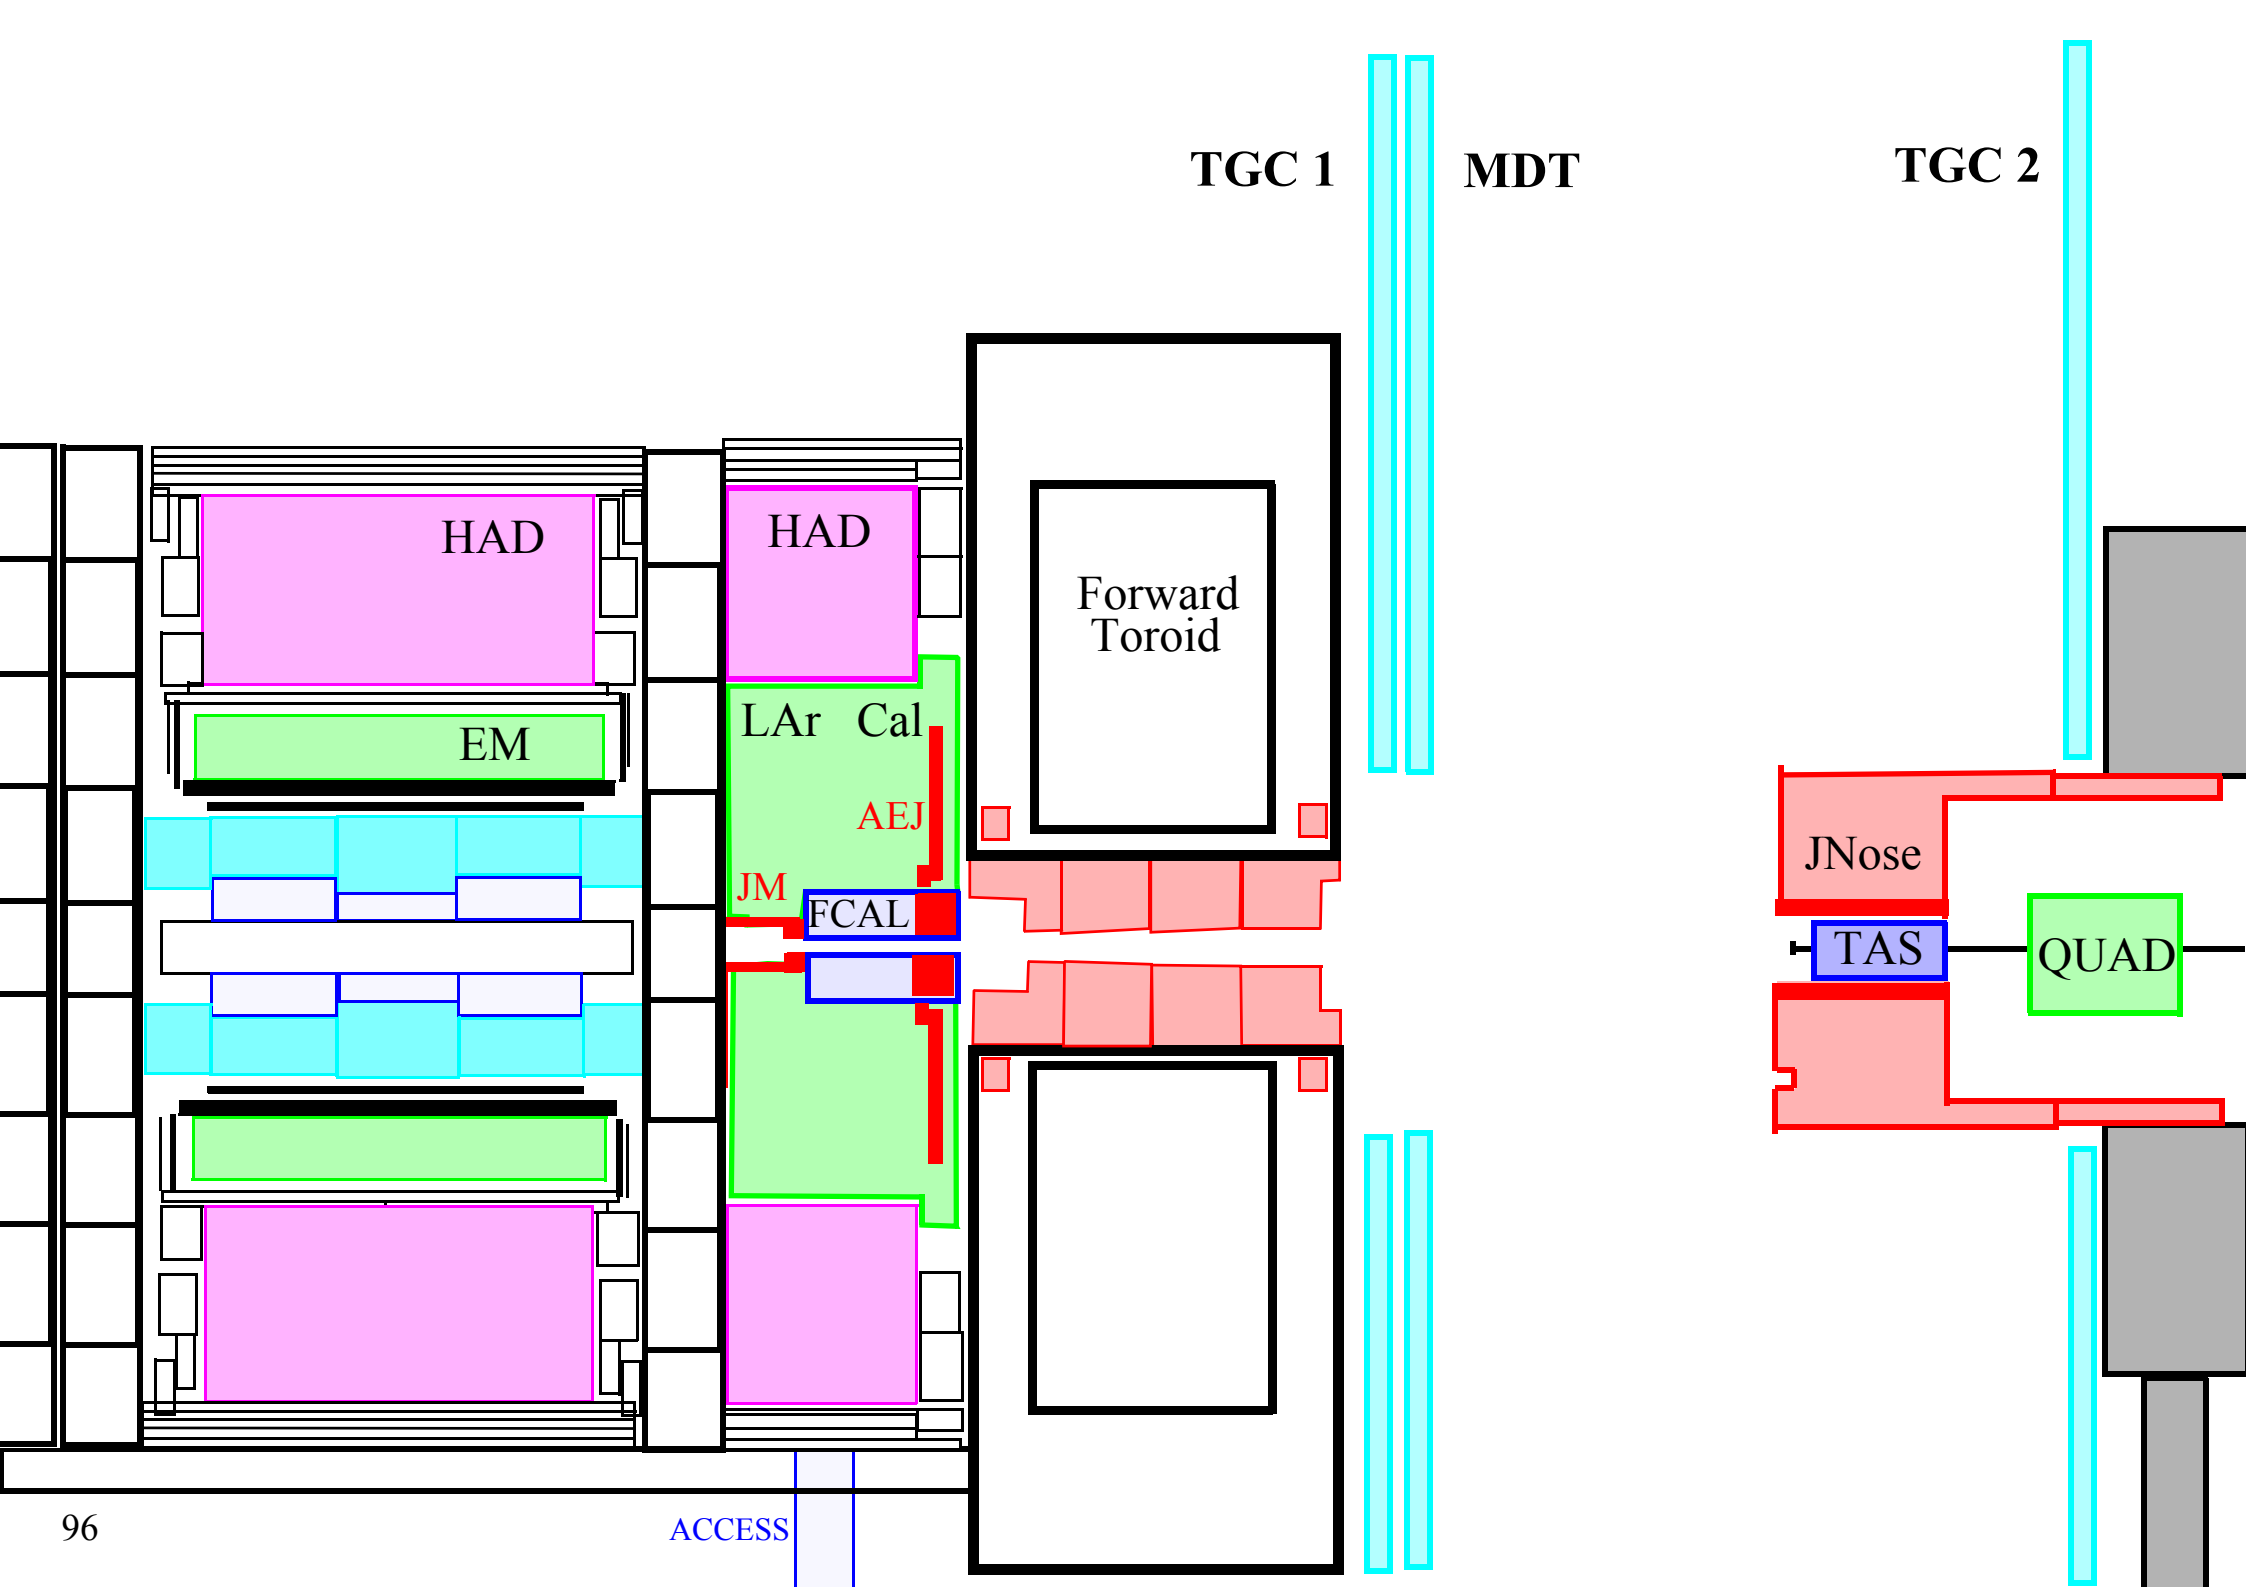 TGC 1
MDT
TGC 2
HAD
HAD
Forward
Toroid
LAr Cal
EM
AEJ
JNose
JM
FCAL
TAS
QUAD
96
ACCESS